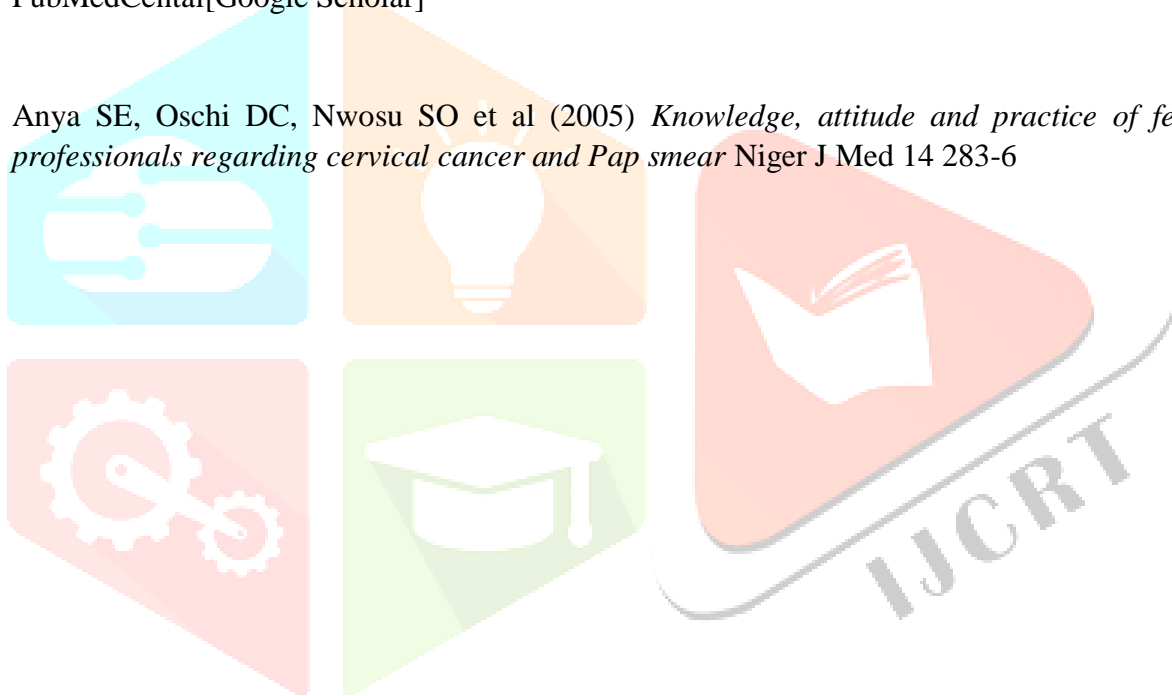 PubMedCental[Google Scholar]
Anya SE, Oschi DC, Nwosu SO et al (2005) Knowledge, attitude and practice of fe
professionals regarding cervical cancer and Pap smear Niger J Med 14 283-6
IJCRT